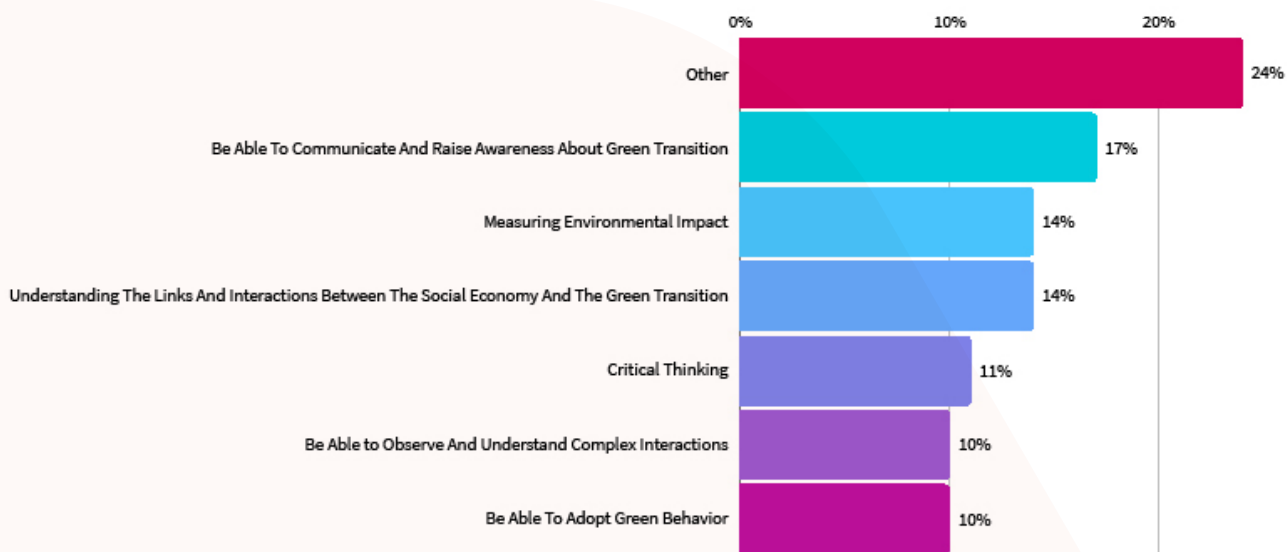 0% 10% 20%
Other 24%
Be Able To Communicate And Raise Awareness About Green Transition 17%
Measuring Environmental Impact 14%
Understanding The Links And Interactions Between The Social Economy And The Green Transition 14%
Critical Thinking 11%
Be Able to Observe And Understand Complex Interactions 10%
Be Able To Adopt Green Behavior 10%